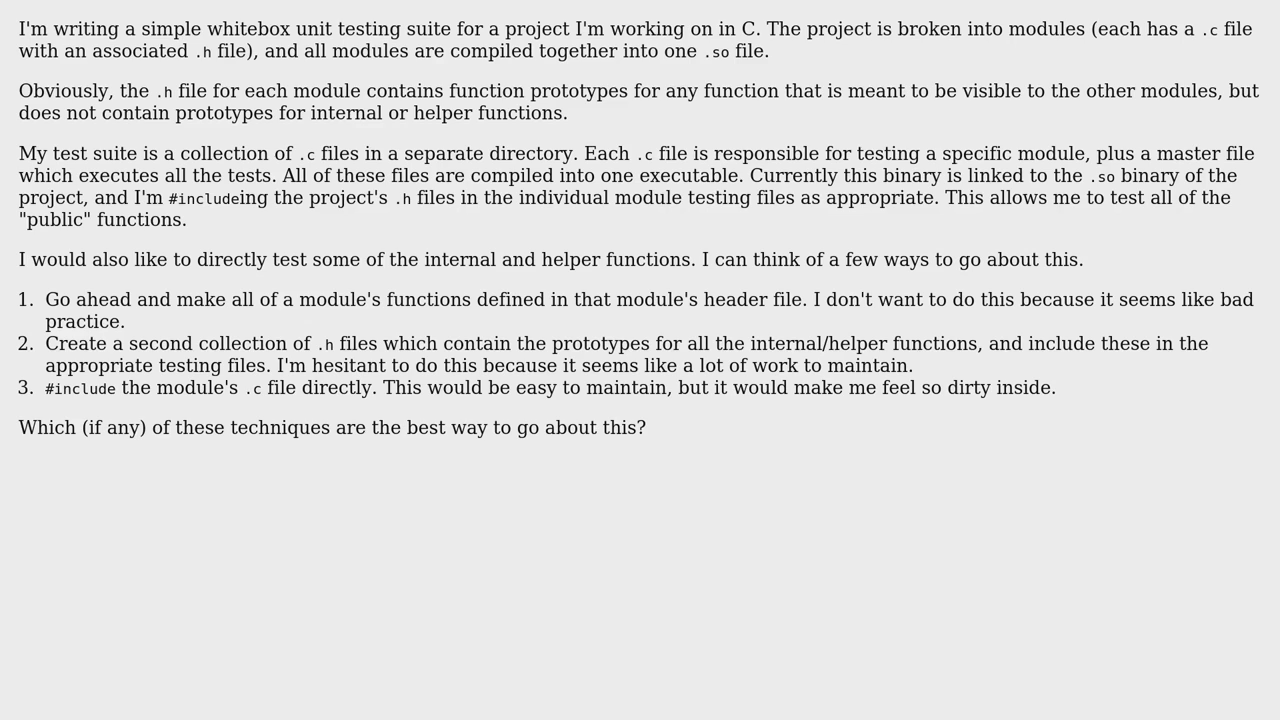 I'm writing a simple whitebox unit testing suite for a project I'm working on in C. The project is broken into modules (each has a .c file
with an associated .h file), and all modules are compiled together into one .so file.
Obviously, the .h file for each module contains function prototypes for any function that is meant to be visible to the other modules, but
does not contain prototypes for internal or helper functions.
My test suite is a collection of .c files in a separate directory. Each .c file is responsible for testing a specific module, plus a master file
which executes all the tests. All of these files are compiled into one executable. Currently this binary is linked to the .so binary of the
project, and I'm #includeing the project's .h files in the individual module testing files as appropriate. This allows me to test all of the
"public" functions.
I would also like to directly test some of the internal and helper functions. I can think of a few ways to go about this.
1. Go ahead and make all of a module's functions defined in that module's header file. I don't want to do this because it seems like bad
practice.
2. Create a second collection of .h files which contain the prototypes for all the internal/helper functions, and include these in the
appropriate testing files. I'm hesitant to do this because it seems like a lot of work to maintain.
3. #include the module's .c file directly. This would be easy to maintain, but it would make me feel so dirty inside.
Which (if any) of these techniques are the best way to go about this?